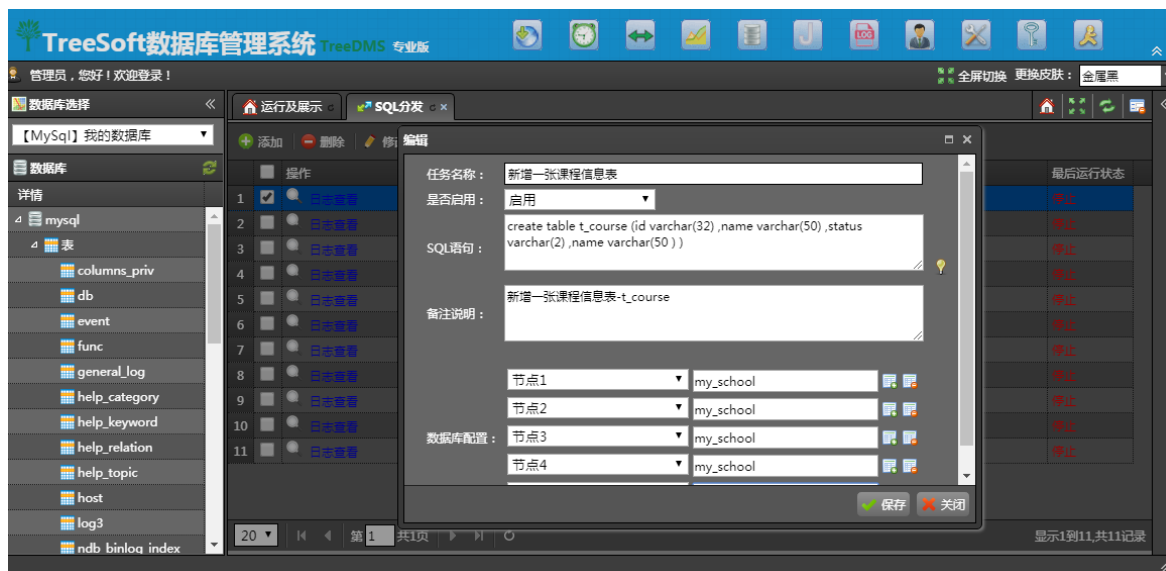 TreeSoft数据库管理系统 TreeDMS 专业版
管理员，您好！欢迎登录！ 全屏切换 更换皮肤： 金属黑
数据库选择 运行及展示 SQL分发
【MySql】我的数据库 添加 删除
数据库
详情
mysql
表
columns_priv
db
event
func
general_log
help_category
help_keyword
help_relation
help_topic
host
log3
ndb binlog index
操作 最后运行状态
1 日志查看 停止
2 日志查看 停止
3 日志查看 停止
4 日志查看 停止
5 日志查看 停止
6 日志查看 停止
7 日志查看 停止
8 日志查看 停止
9 日志查看 停止
10 日志查看 停止
11 日志查看 停止
编辑
任务名称： 新增一张课程信息表
是否启用： 启用
SQL语句：
create table t_course (id varchar(32) ,name varchar(50) ,status
varchar(2) ,name varchar(50 ) )
备注说明：
新增一张课程信息表-t_course
数据库配置：
节点1 my_school
节点2 my_school
节点3 my_school
节点4 my_school
保存 关闭
20 第 1 共1页 显示1到11,共11记录